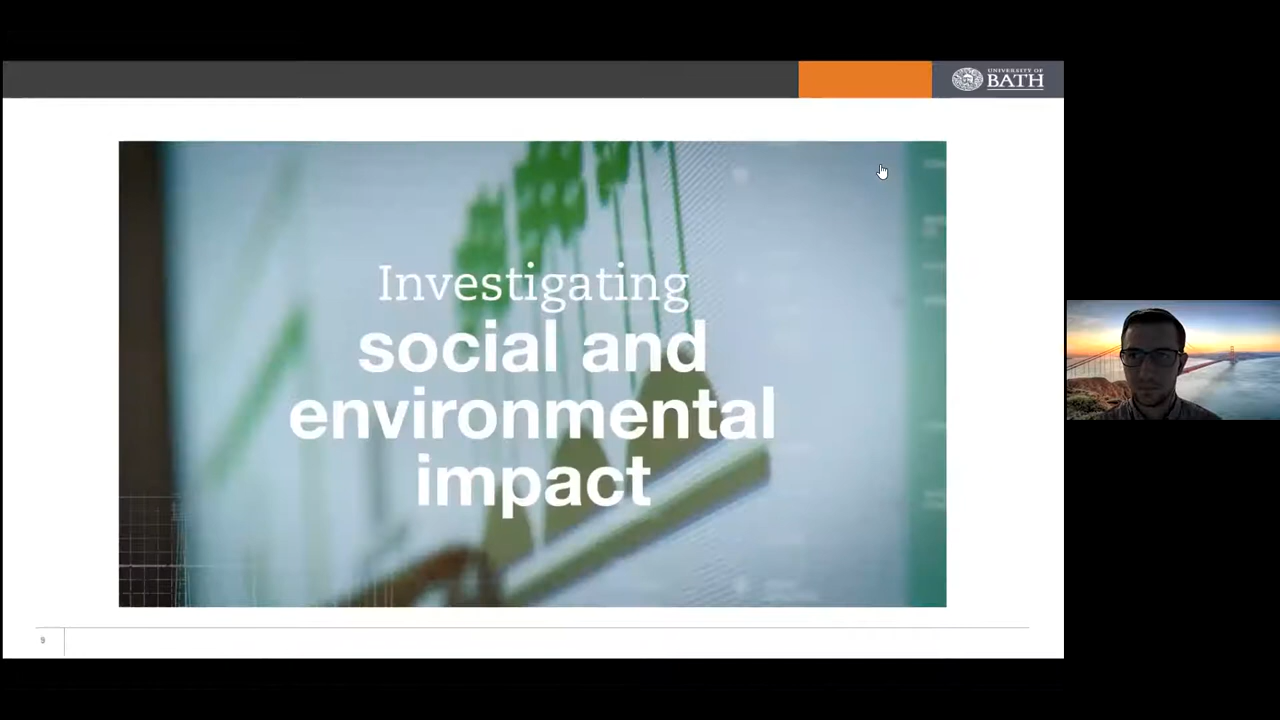 UNIVERSITY OF
BATH
Investigating
social and
environmental
impact
9